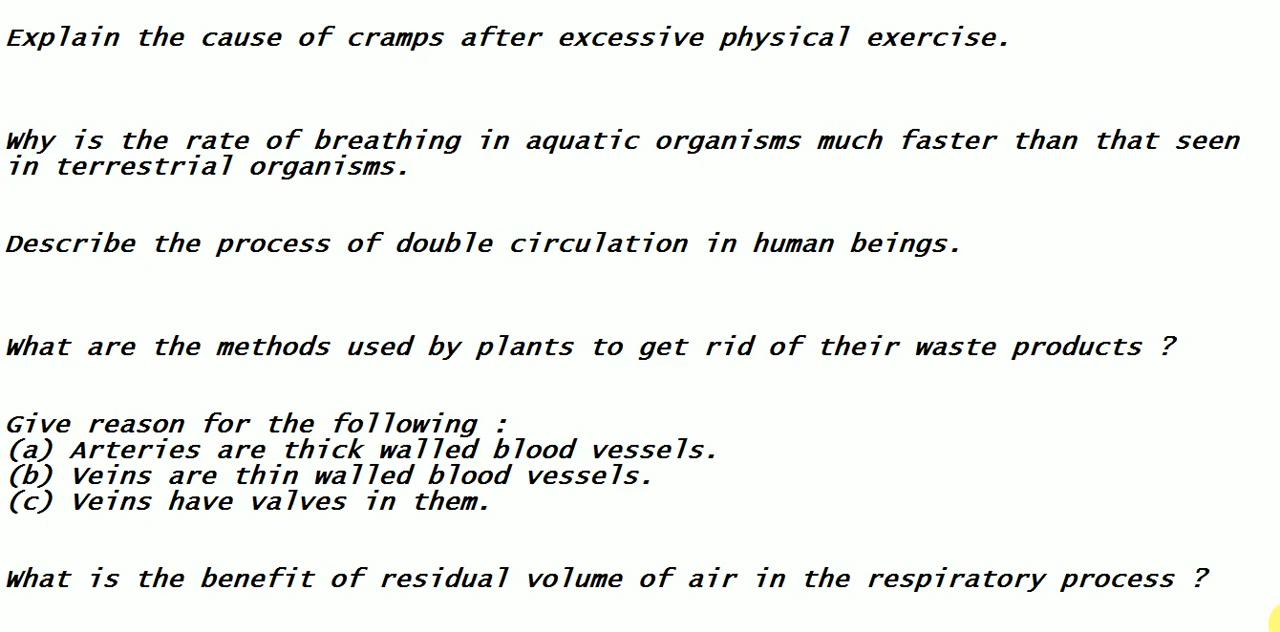 Explain the cause of cramps after excessive physical exercise.
Why is the rate of breathing in aquatic organisms much faster than that seen
in terrestrial organisms.
Describe the process of double circulation in human beings.
What are the methods used by plants to get rid of their waste products ?
Give reason for the following :
(a) Arteries are thick walled blood vessels.
(b) Veins are thin walled blood vessels.
(c) Veins have valves in them.
What is the benefit of residual volume of air in the respiratory process ?